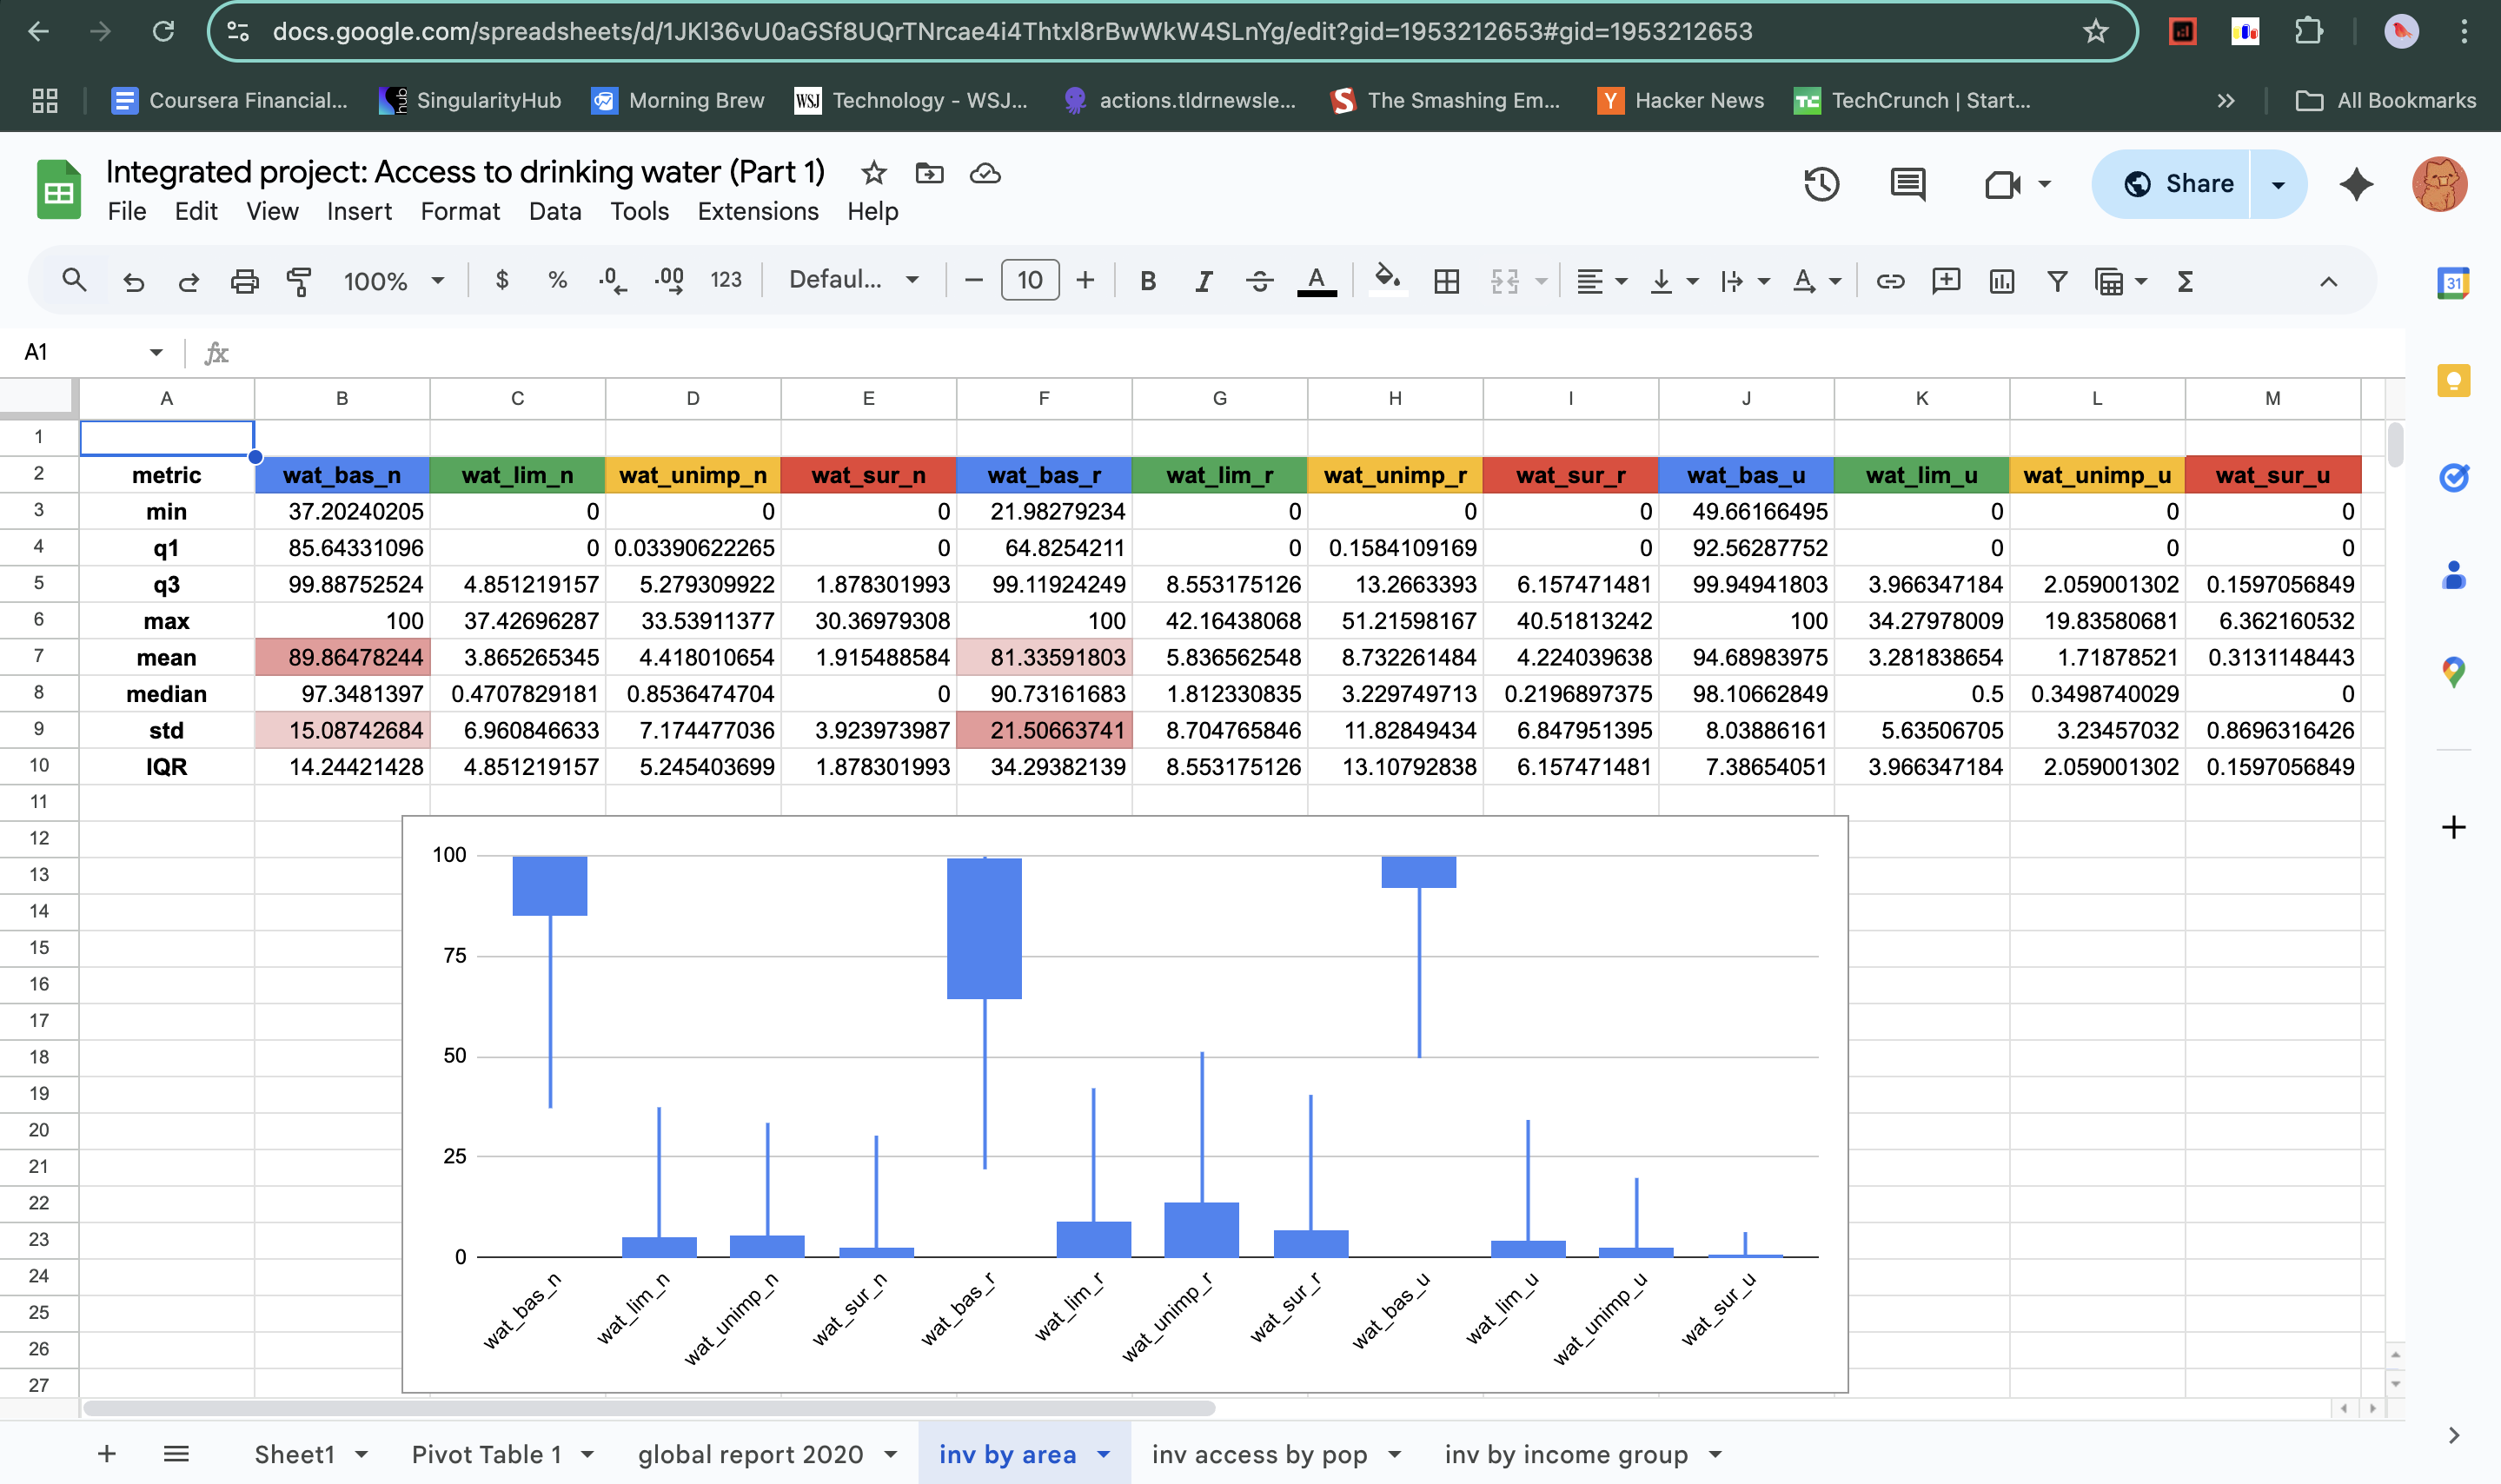 docs.google.com/spreadsheets/d/1JKl36vU0aGSf8UQrTNrcae4i4Thtxl8rBwWkW4SLnYg/edit?gid=1953212653#gid=1953212653
Coursera Financial... hub SingularityHub Morning Brew WSJ Technology - WSJ... actions.tldrnewsle... S The Smashing Em... Y Hacker News TC TechCrunch | Start... All Bookmarks
Integrated project: Access to drinking water (Part 1)
File Edit View Insert Format Data Tools Extensions Help
Share
100% $ % .0 .00 123 Defaul... 10 B I A A Σ 31
A1 fx
A B C D E F G H I J K L M
1
2 metric wat_bas_n wat_lim_n wat_unimp_n wat_sur_n wat_bas_r wat_lim_r wat_unimp_r wat_sur_r wat_bas_u wat_lim_u wat_unimp_u wat_sur_u
3 min 37.20240205 0 0 0 21.98279234 0 0 0 49.66166495 0 0 0
4 q1 85.64331096 0 0.03390622265 0 64.8254211 0 0.1584109169 0 92.56287752 0 0 0
5 q3 99.88752524 4.851219157 5.279309922 1.878301993 99.11924249 8.553175126 13.2663393 6.157471481 99.94941803 3.966347184 2.059001302 0.1597056849
6 max 100 37.42696287 33.53911377 30.36979308 100 42.16438068 51.21598167 40.51813242 100 34.27978009 19.83580681 6.362160532
7 mean 89.86478244 3.865265345 4.418010654 1.915488584 81.33591803 5.836562548 8.732261484 4.224039638 94.68983975 3.281838654 1.71878521 0.3131148443
8 median 97.3481397 0.4707829181 0.8536474704 0 90.73161683 1.812330835 3.229749713 0.2196897375 98.10662849 0.5 0.3498740029 0
9 std 15.08742684 6.960846633 7.174477036 3.923973987 21.50663741 8.704765846 11.82849434 6.847951395 8.03886161 5.63506705 3.23457032 0.8696316426
10 IQR 14.24421428 4.851219157 5.245403699 1.878301993 34.29382139 8.553175126 13.10792838 6.157471481 7.38654051 3.966347184 2.059001302 0.1597056849
11
12
13
14
15
16
17
18
19
20
21
22
23
24
25
26
27
100
75
50
25
0
wat_bas_n wat_lim_n wat_unimp_n wat_sur_n wat_bas_r wat_lim_r wat_unimp_r wat_sur_r wat_bas_u wat_lim_u wat_unimp_u wat_sur_u
Sheet1 Pivot Table 1 global report 2020 inv by area inv access by pop inv by income group